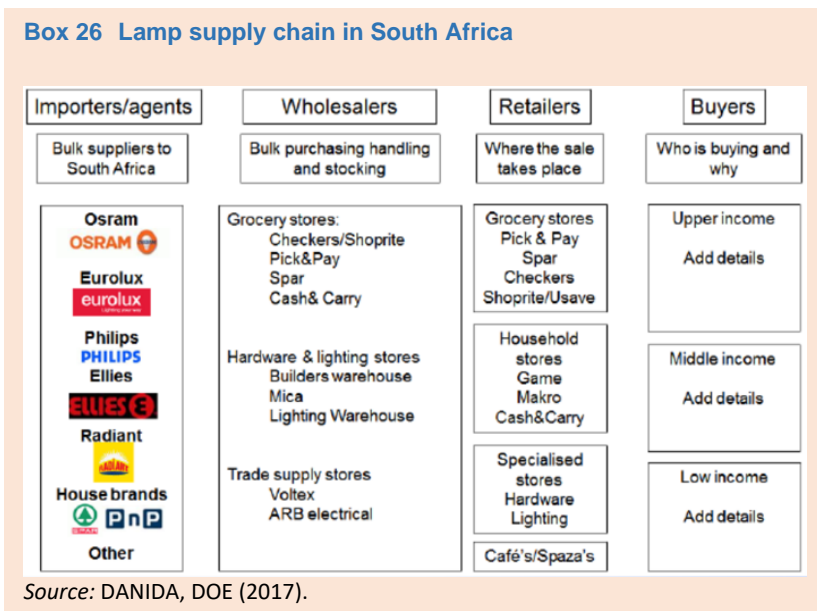 Box 26 Lamp supply chain in South Africa
Importers/agents
Wholesalers
Retailers
Buyers
Bulk suppliers to
South Africa
Bulk purchasing handling
and stocking
Where the sale
takes place
Who is buying and
why
Osram
OSRAM
Eurolux
eurolux
Philips
PHILIPS
Ellies
ELLIES
Radiant
RADIANT
House brands
SPAR
PnP
Other
Grocery stores:
Checkers/Shoprite
Pick&Pay
Spar
Cash& Carry
Hardware & lighting stores
Builders warehouse
Mica
Lighting Warehouse
Trade supply stores
Voltex
ARB electrical
Grocery stores
Pick & Pay
Spar
Checkers
Shoprite/Usave
Household
stores
Game
Makro
Cash&Carry
Specialised
stores
Hardware
Lighting
Café's/Spaza's
Upper income
Add details
Middle income
Add details
Low income
Add details
Source: DANIDA, DOE (2017).